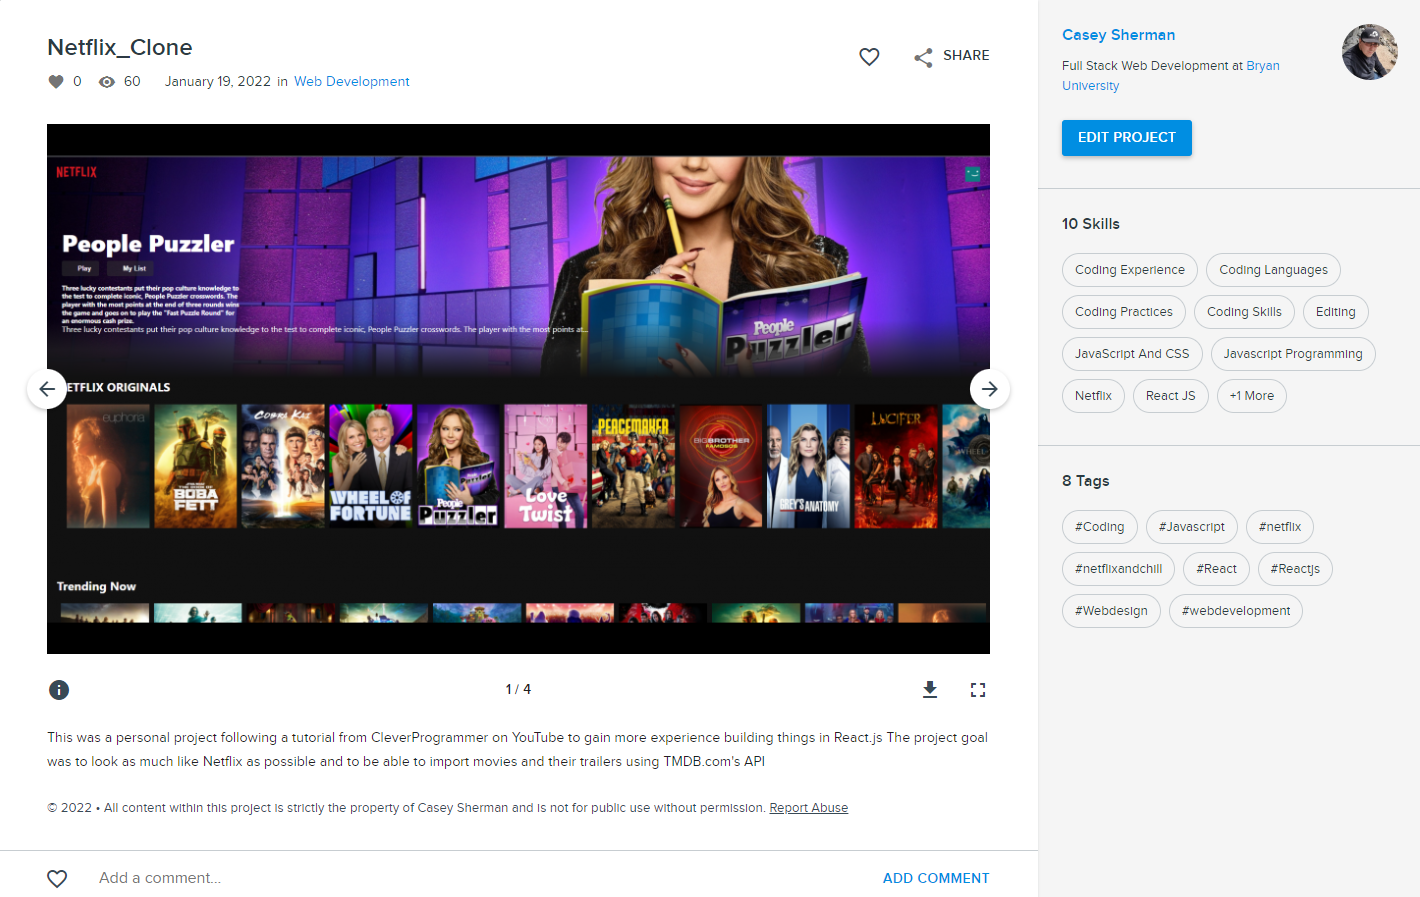 Netflix_Clone
0 60 January 19, 2022 in Web Development
SHARE
NETFLIX
People Puzzler
Play My List
Three lucky contestants put their pop culture knowledge to
the test to complete iconic, People Puzzler crosswords. The
player with the most points at the end of three rounds wins
the game and goes on to play the "Fast Puzzle Round" for
an enormous cash prize.
Three lucky contestants put their pop culture knowledge to the test to complete iconic, People Puzzler crosswords. The player with the most points at...
People
Puzzler
ETFLIX ORIGINALS
euphoria
BOBA
FETT
COBRA KAI
WHEEL OF
FORTUNE
People
Puzzler
Love
Twist
PEACEMAKER
BIG BROTHER
FAMOSOS
GREY'S ANATOMY
LUCIFER
Trending Now
1 / 4
This was a personal project following a tutorial from CleverProgrammer on YouTube to gain more experience building things in React.js The project goal
was to look as much like Netflix as possible and to be able to import movies and their trailers using TMDB.com's API
© 2022 • All content within this project is strictly the property of Casey Sherman and is not for public use without permission. Report Abuse
Add a comment...
ADD COMMENT
Casey Sherman
Full Stack Web Development at Bryan
University
EDIT PROJECT
10 Skills
Coding Experience Coding Languages
Coding Practices Coding Skills Editing
JavaScript And CSS Javascript Programming
Netflix React JS +1 More
8 Tags
#Coding #Javascript #netflix
#netflixandchill #React #Reactjs
#Webdesign #webdevelopment